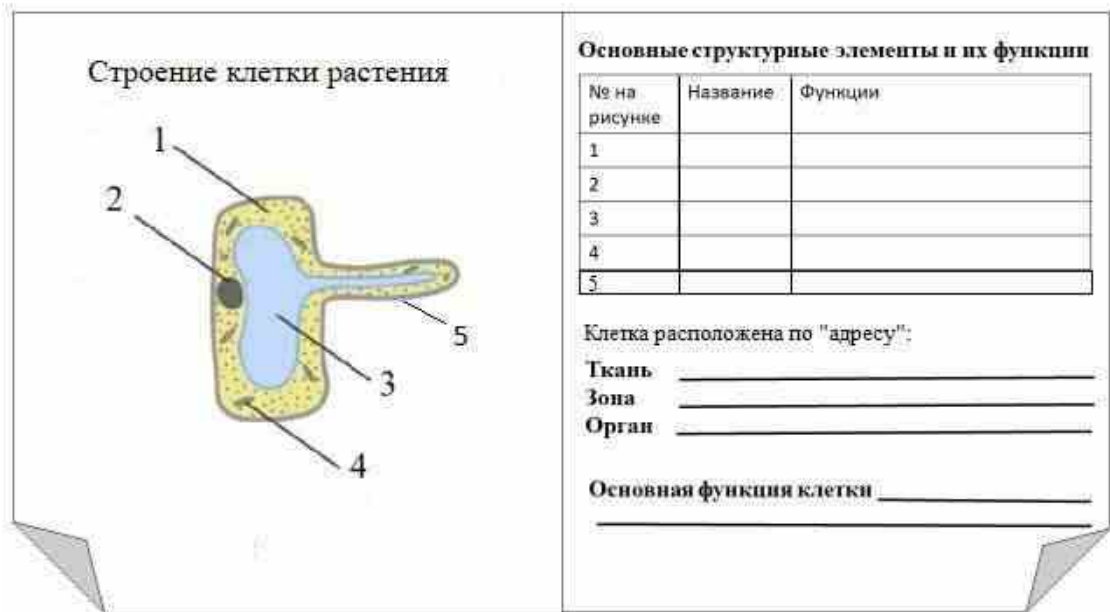 Строение клетки растения
1
2
5
3
4
Основные структурные элементы и их функции
№ на рисунке Название Функции
1
2
3
4
5
Клетка расположена по "адресу":
Ткань
Зона
Орган
Основная функция клетки